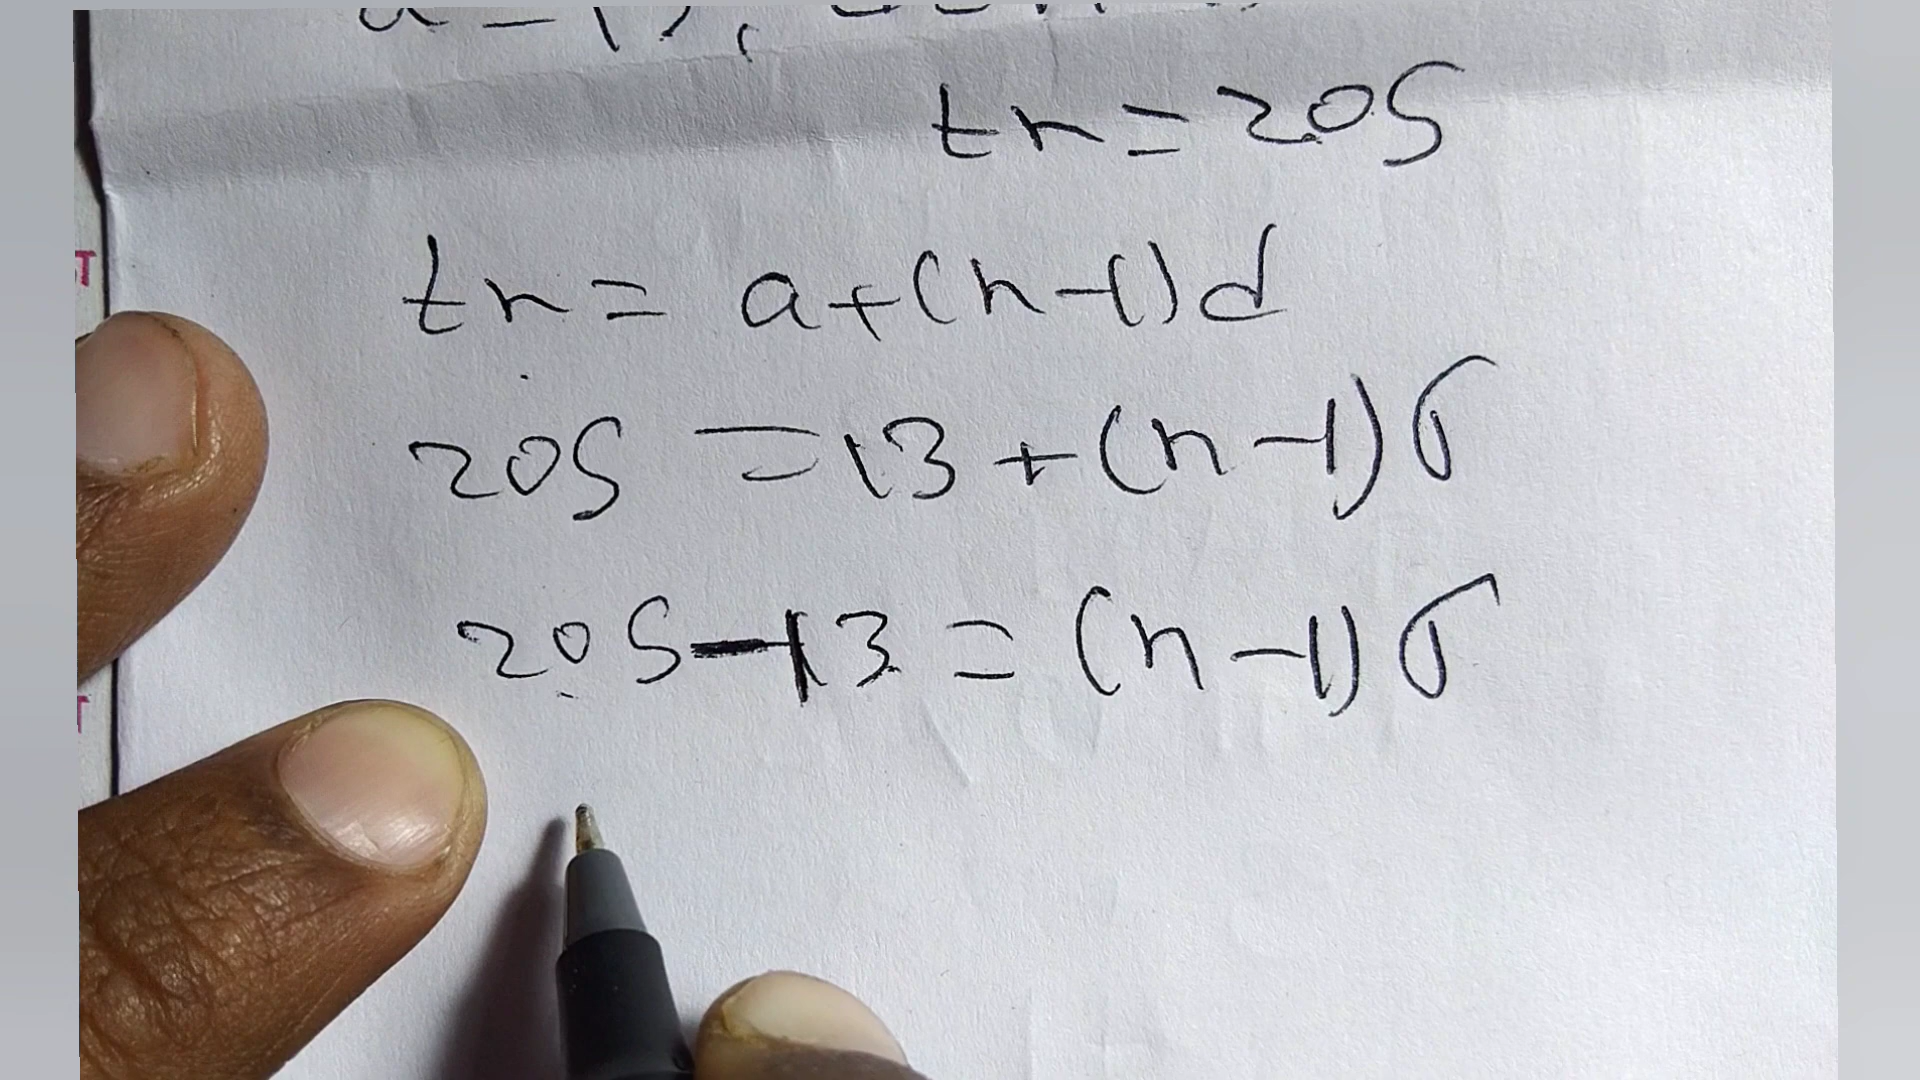 tn = 205
tn = a + (n - 1) d
205 = 13 + (n - 1) 6
205 - 13 = (n - 1) 6